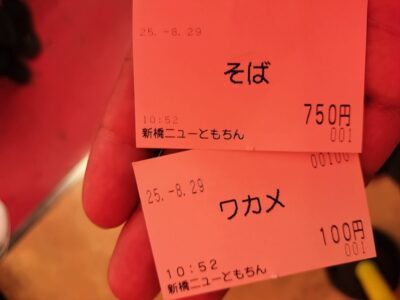 25.-8.29
そば
750円
10:52
001
新橋ニューともちん
00100
25.-8.29
ワカメ
100円
001
10:52
新橋ニューともちん